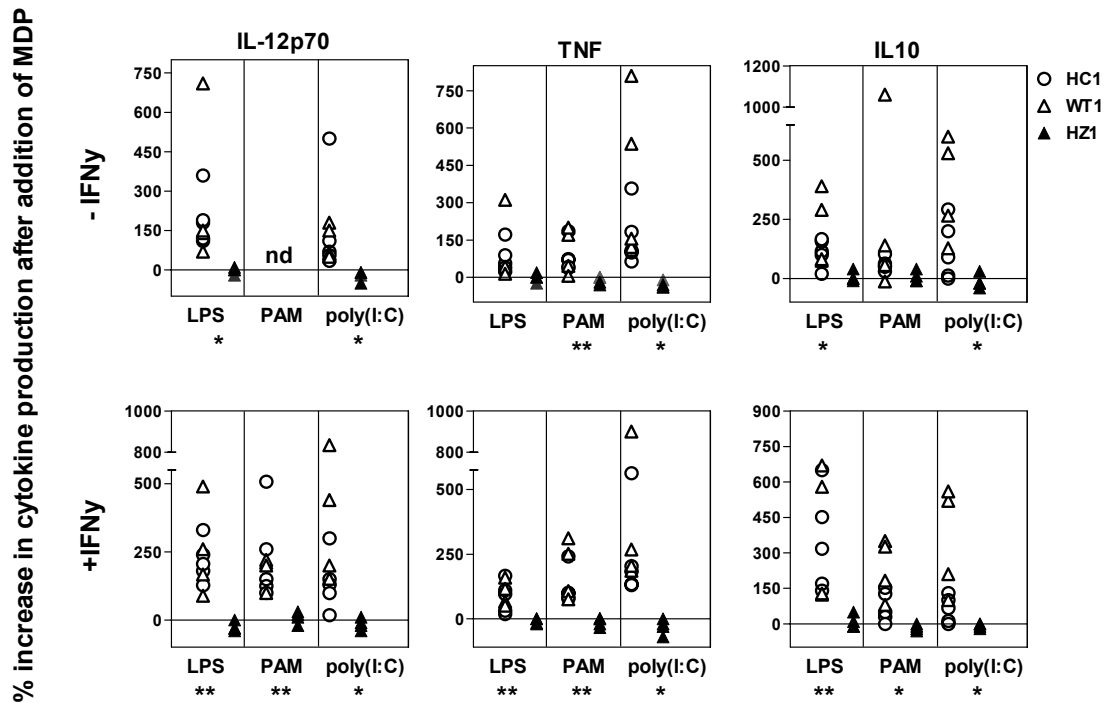 % increase in cytokine production after addition of MDP
- IFNy
+IFNy
IL-12p70
750
600
450
300
150
0
nd
LPS PAM poly(I:C)
* *
TNF
750
600
450
300
150
0
LPS PAM poly(I:C)
** *
IL10
1200
1000
500
250
0
LPS PAM poly(I:C)
* *
HC1
WT1
HZ1
1000
800
500
250
0
LPS PAM poly(I:C)
** ** *
1000
800
500
250
0
LPS PAM poly(I:C)
** ** *
900
750
600
450
300
150
0
LPS PAM poly(I:C)
** * *